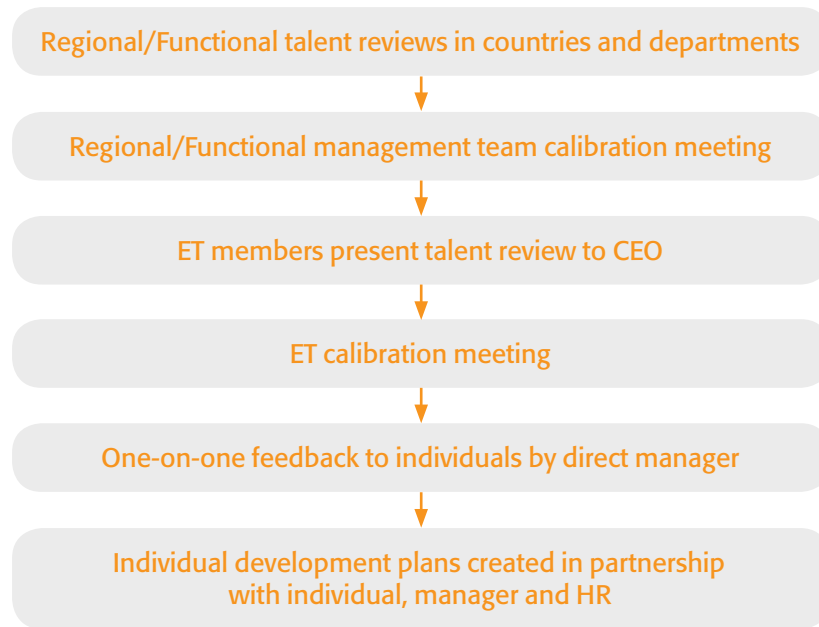 Regional/Functional talent reviews in countries and departments
Regional/Functional management team calibration meeting
ET members present talent review to CEO
ET calibration meeting
One-on-one feedback to individuals by direct manager
Individual development plans created in partnership
with individual, manager and HR